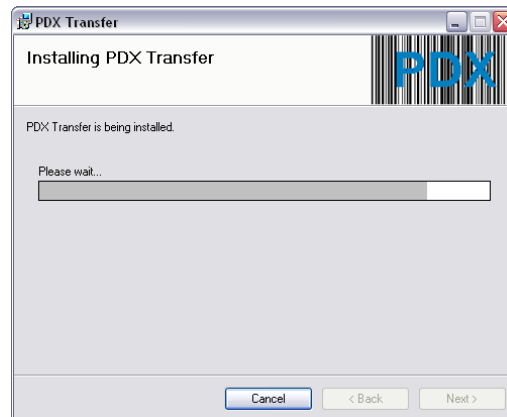 PDX Transfer
Installing PDX Transfer
PDX
PDX Transfer is being installed.
Please wait...
Cancel
< Back
Next >